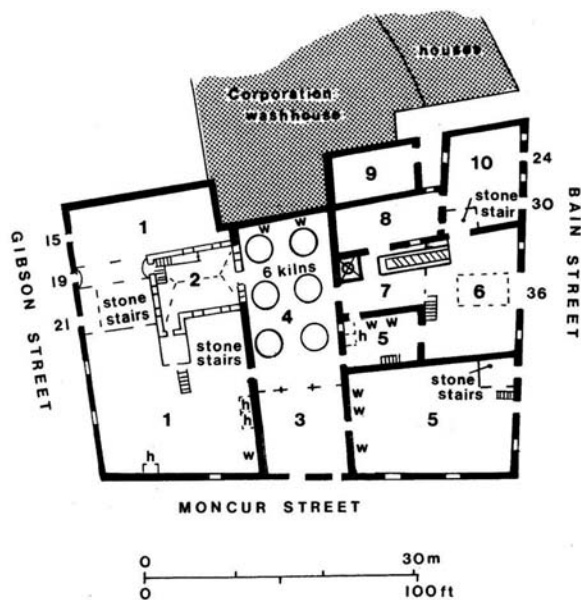 houses
Corporation
washhouse
10
24
9
stone
stair
30
BAIN STREET
GIBSON STREET
15
1
w w
8
6 kilns
19
2
stone
stairs
7
6
36
4
21
w w
h
5
stone
stairs
stone
stairs
w
1
h
h
3
w
5
h
w
w
MONCUR STREET
0
30m
0
100ft